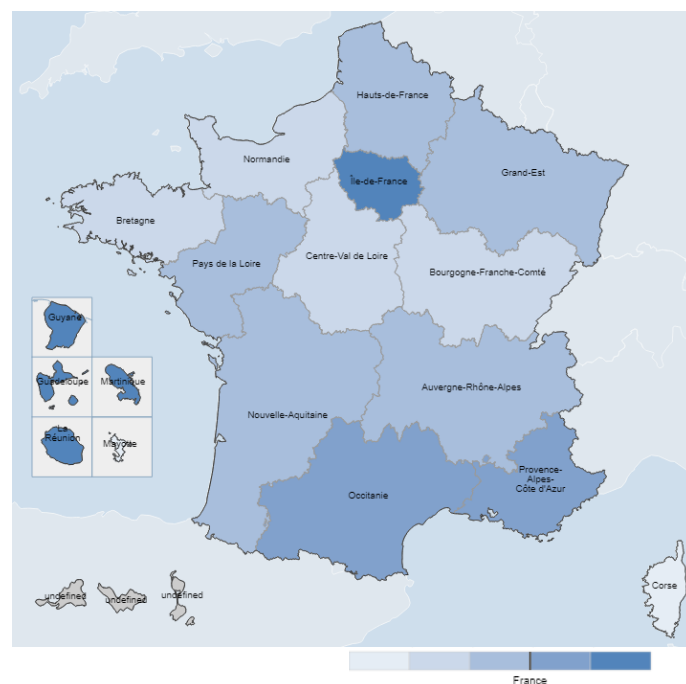 Hauts-de-France
Normandie
Grand-Est
Île-de-France
Bretagne
Pays de la Loire
Centre-Val de Loire
Bourgogne-Franche-Comté
Guyane
Guadeloupe
Martinique
Auvergne-Rhône-Alpes
Nouvelle-Aquitaine
La
Réunion
Mayotte
Provence-
Alpes-
Côte d'Azur
Occitanie
Corse
undefined
undefined
undefined
France